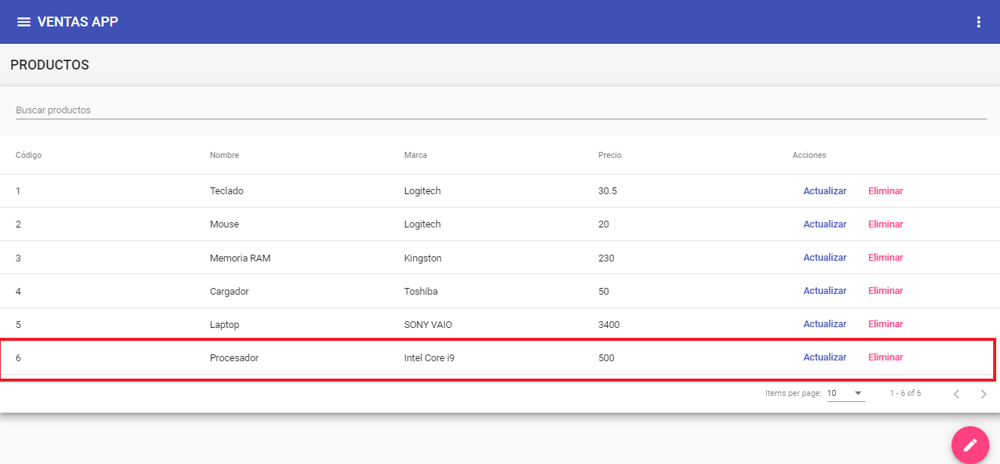 VENTAS APP
PRODUCTOS
Buscar productos
Código Nombre Marca Precio Acciones
1 Teclado Logitech 30.5 Actualizar Eliminar
2 Mouse Logitech 20 Actualizar Eliminar
3 Memoria RAM Kingston 230 Actualizar Eliminar
4 Cargador Toshiba 50 Actualizar Eliminar
5 Laptop SONY VAIO 3400 Actualizar Eliminar
6 Procesador Intel Core i9 500 Actualizar Eliminar
Items per page: 10 1 - 6 of 6